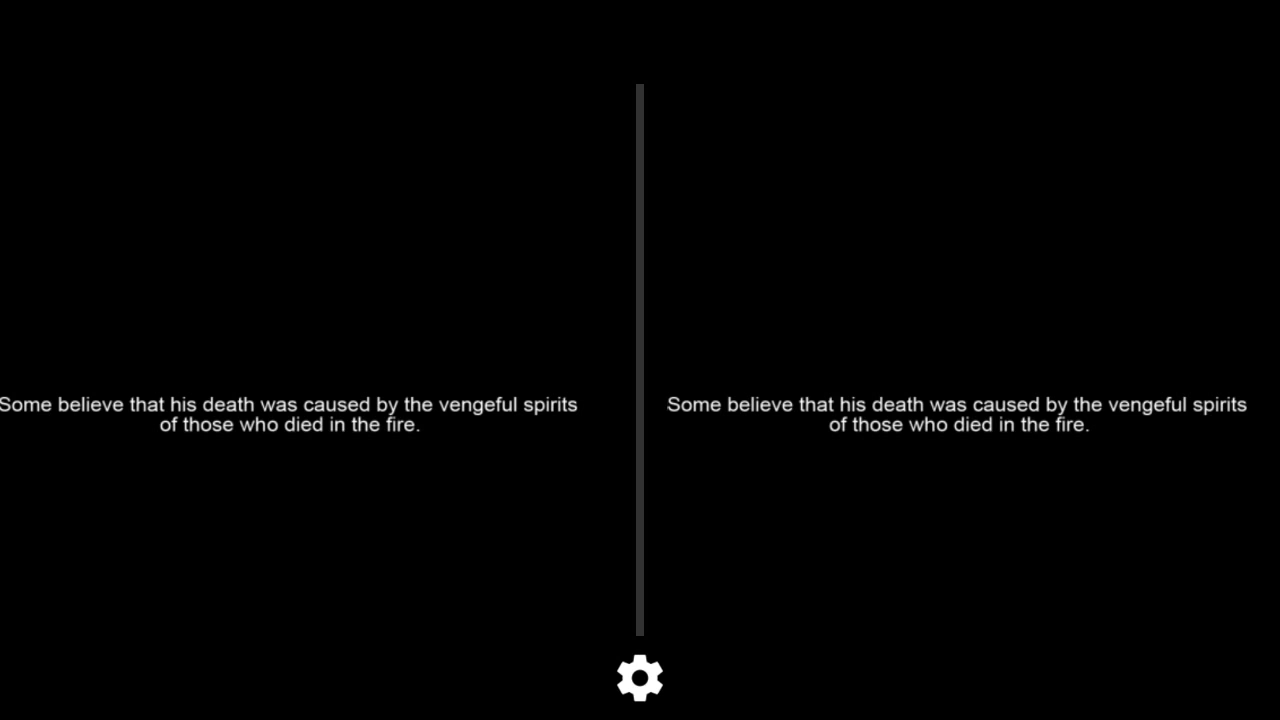 Some believe that his death was caused by the vengeful spirits
of those who died in the fire.
Some believe that his death was caused by the vengeful spirits
of those who died in the fire.